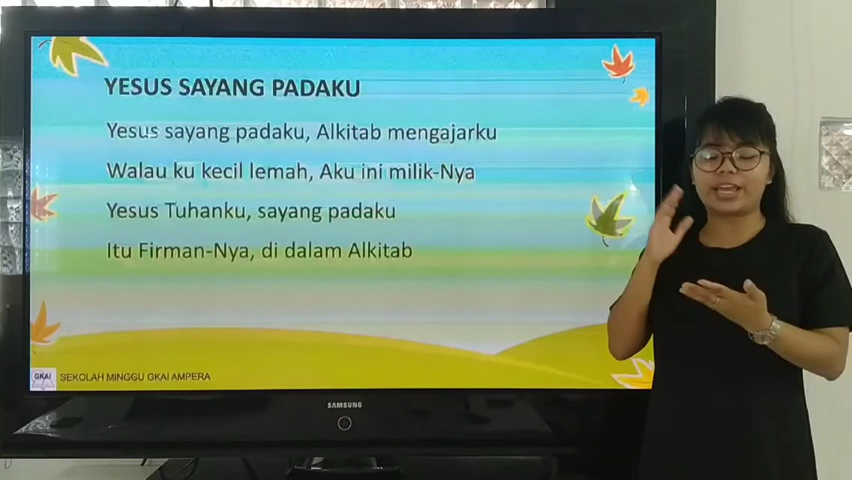 YESUS SAYANG PADAKU
Yesus sayang padaku, Alkitab mengajarku
Walau ku kecil lemah, Aku ini milik-Nya
Yesus Tuhanku, sayang padaku
Itu Firman-Nya, di dalam Alkitab
GKAI
SEKOLAH MINGGU GKAI AMPERA
SAMSUNG